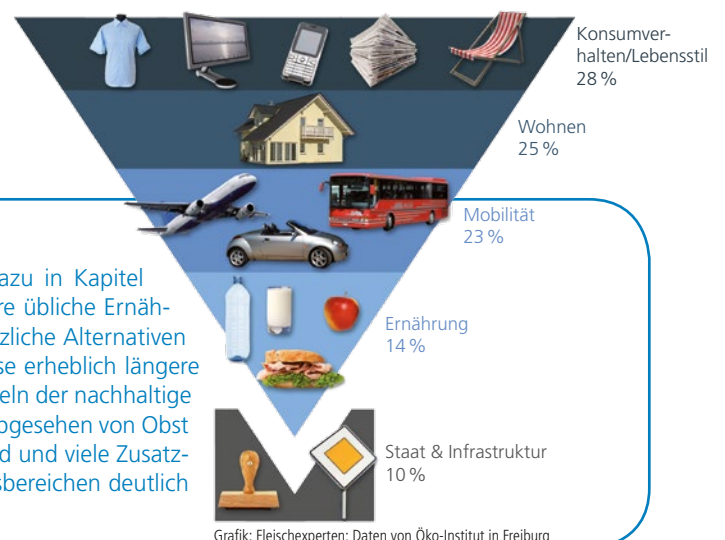 Konsumver-
halten/Lebensstil
28 %
Wohnen
25 %
Mobilität
23 %
Ernährung
14 %
Staat & Infrastruktur
10 %
Grafik: Fleischexperten; Daten von Öko-Institut in Freiburg
azu in Kapitel
re übliche Ernäh-
zliche Alternativen
se erheblich längere
eln der nachhaltige
bgesehen von Obst
d und viele Zusatz-
sbereichen deutlich